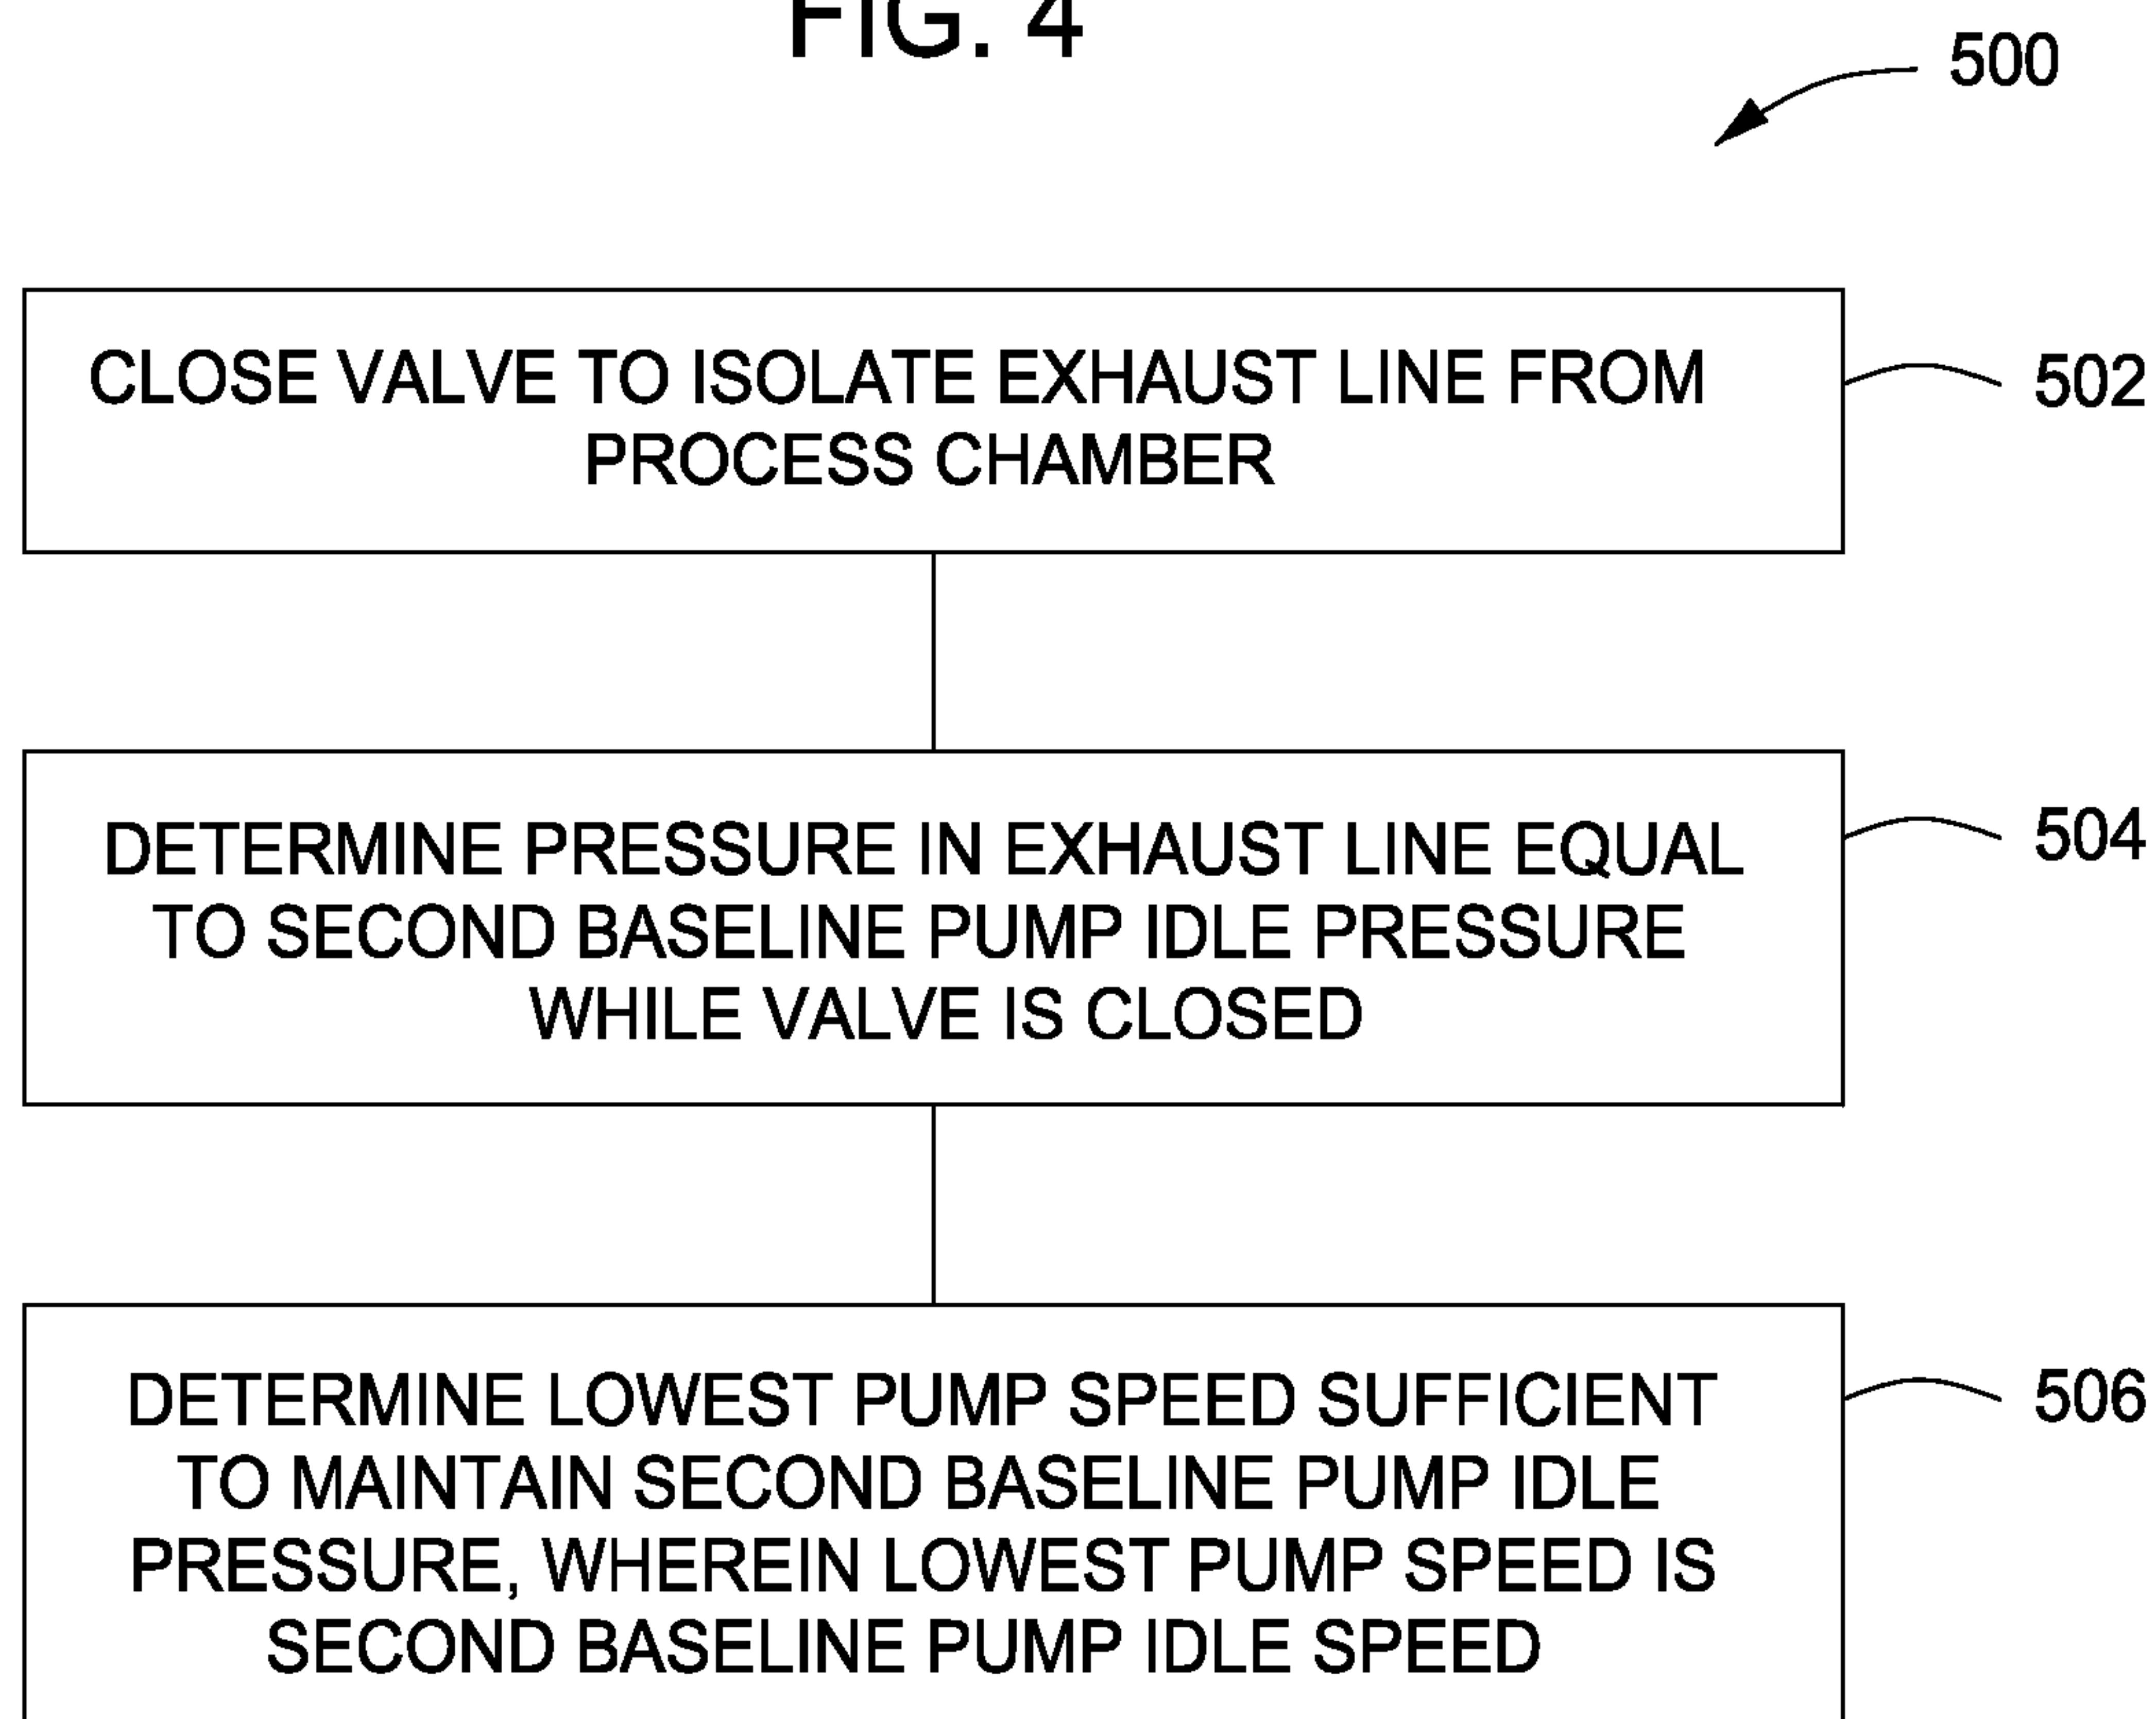 FIG. 4
500
CLOSE VALVE TO ISOLATE EXHAUST LINE FROM
PROCESS CHAMBER
502
DETERMINE PRESSURE IN EXHAUST LINE EQUAL
TO SECOND BASELINE PUMP IDLE PRESSURE
WHILE VALVE IS CLOSED
504
DETERMINE LOWEST PUMP SPEED SUFFICIENT
TO MAINTAIN SECOND BASELINE PUMP IDLE
PRESSURE, WHEREIN LOWEST PUMP SPEED IS
SECOND BASELINE PUMP IDLE SPEED
506